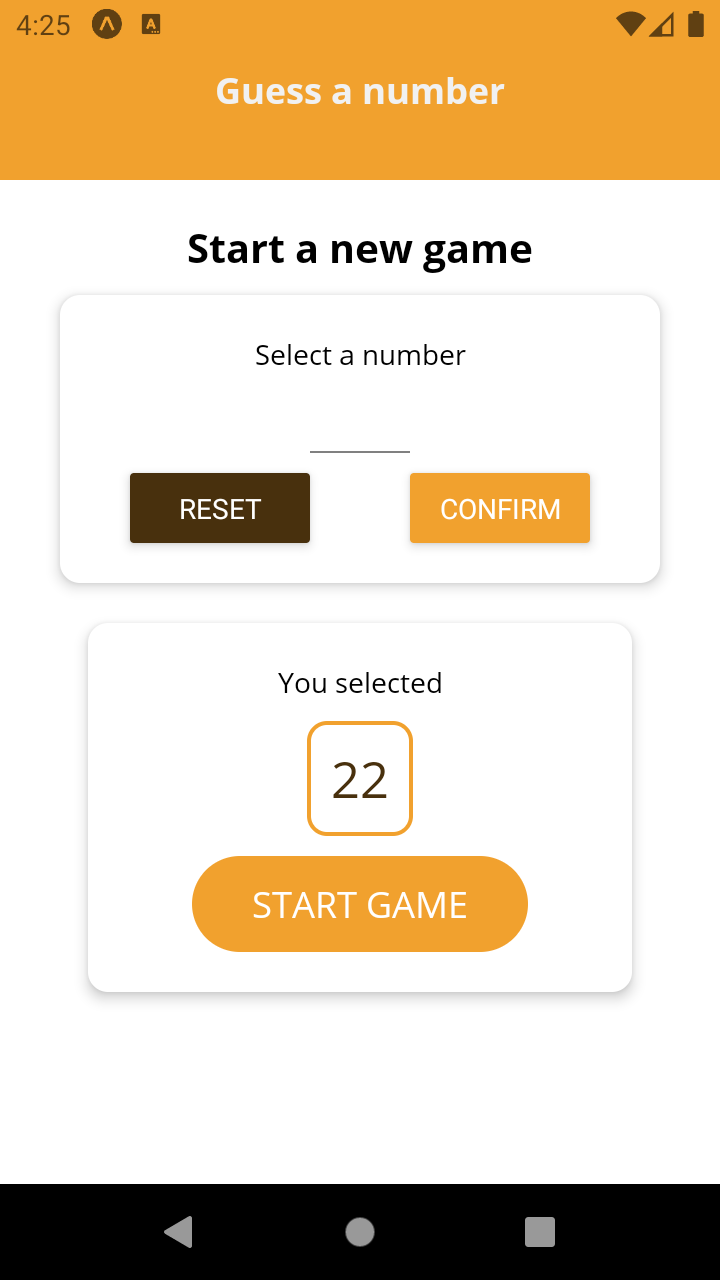 4:25
Guess a number
Start a new game
Select a number
RESET CONFIRM
You selected
22
START GAME